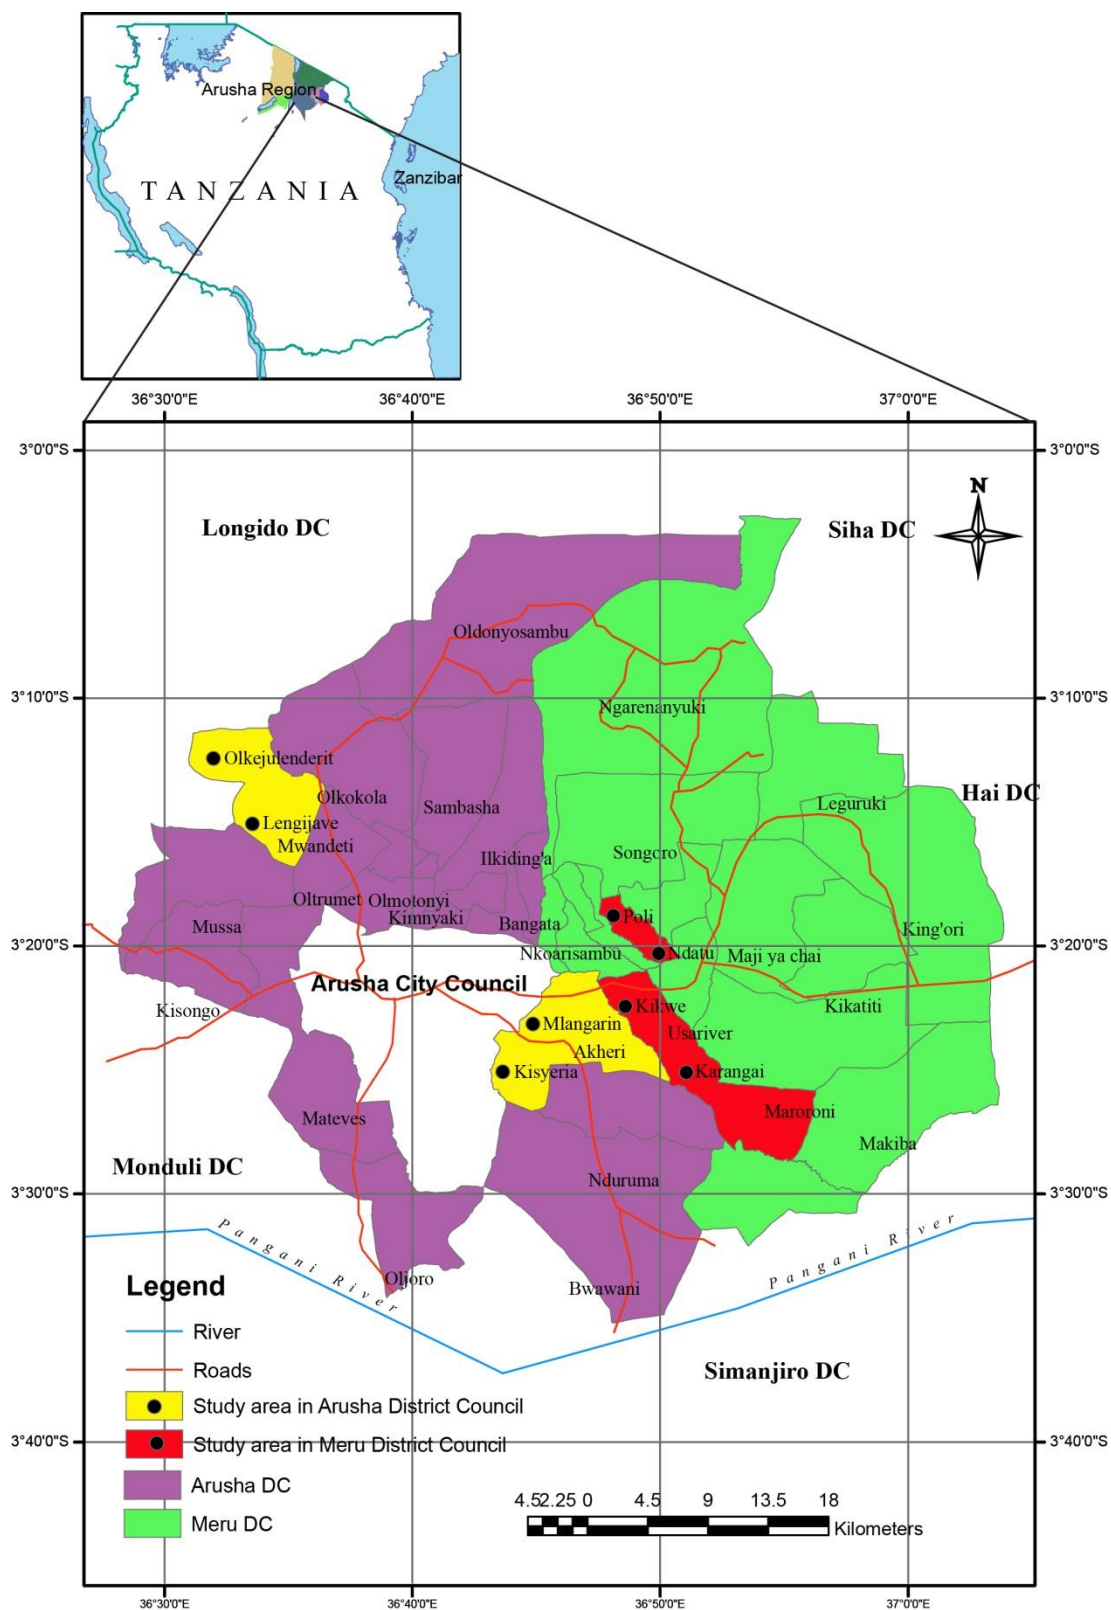 Arusha Region
Zanzibar
TANZANIA
36°30'0"E 36°40'0"E 36°50'0"E 37°0'0"E
3°0'0"S 3°0'0"S
N
Longido DC
Siha DC
Oldonyosambu
3°10'0"S 3°10'0"S
Ngarenanyuki
Olkejulenderit
Hai DC
Olkokola
Sambasha
Leguruki
Lengijave
Mwandeti
Ilkiding'a
Songoro
Oltrumet
Olmotonyi
Kimnyaki
Bangata
Poli
Mussa
King'ori
3°20'0"S 3°20'0"S
Nkoarisambu
Ndatu
Maji ya chai
Arusha City Council
Kisongo
Kikwe
Kikatiti
Mlangarin
Usariver
Akheri
Kisyeria
Karangai
Mateves
Maroroni
Makiba
Monduli DC
Nduruma
3°30'0"S 3°30'0"S
Pangani River
Pangani River
Oljoro
Bwawani
Legend
River
Roads
Study area in Arusha District Council
Study area in Meru District Council
Arusha DC
Meru DC
Simanjiro DC
3°40'0"S 3°40'0"S
4.5 2.25 0 4.5 9 13.5 18
Kilometers
36°30'0"E 36°40'0"E 36°50'0"E 37°0'0"E